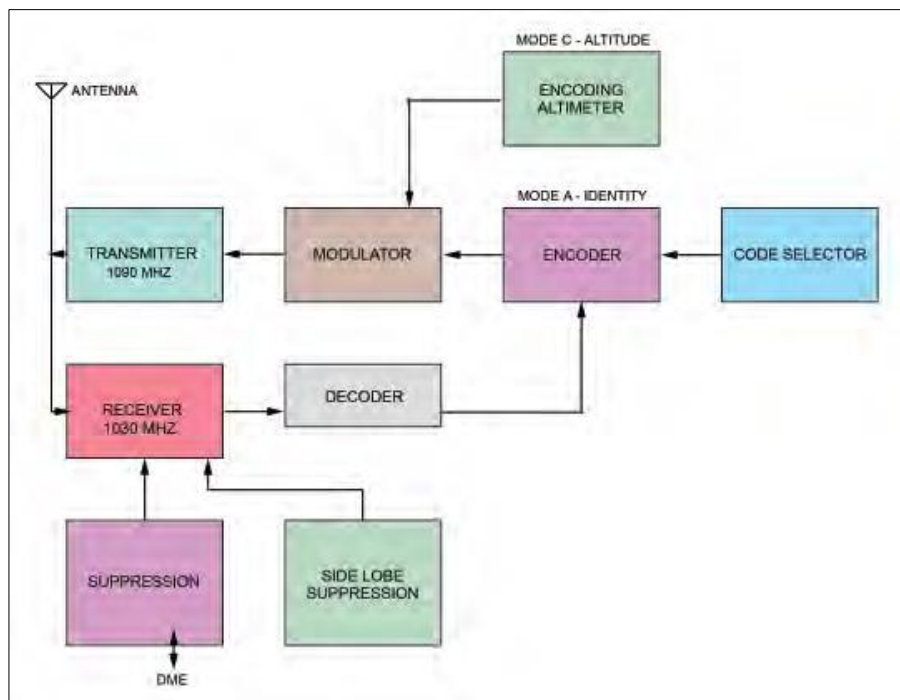 MODE C - ALTITUDE
ENCODING
ALTIMETER
ANTENNA
MODE A - IDENTITY
TRANSMITTER
1090 MHZ
MODULATOR
ENCODER
CODE SELECTOR
RECEIVER
1030 MHZ
DECODER
SUPPRESSION
SIDE LOBE
SUPPRESSION
DME